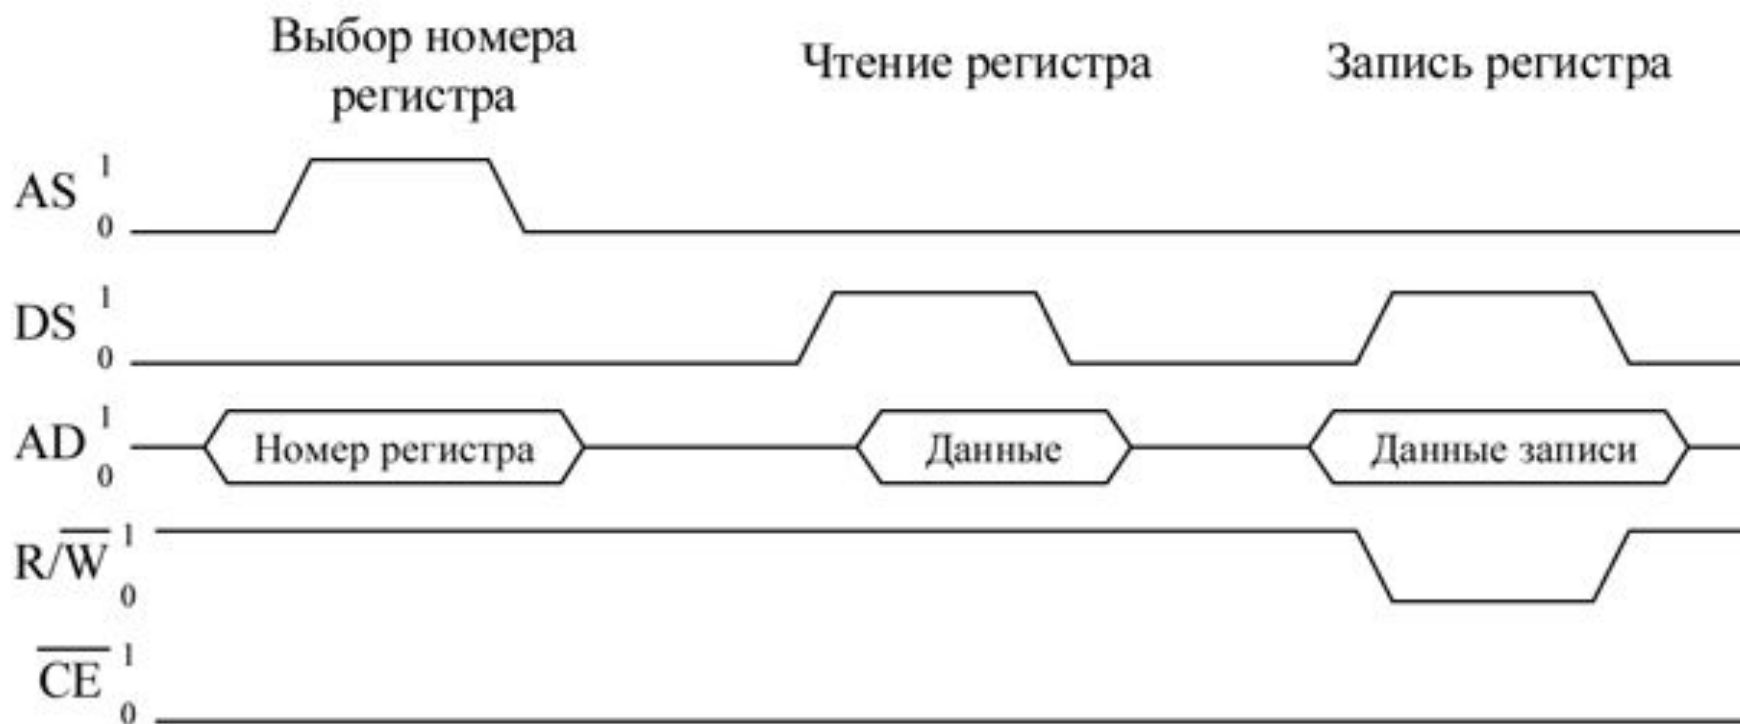 Выбор номера
регистра
Чтение регистра
Запись регистра
AS 1
0
DS 1
0
AD 1
0
Номер регистра
Данные
Данные записи
R/W̅ 1
0
C̅E̅ 1
0